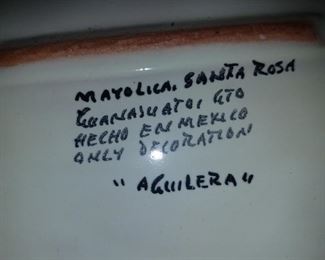 MAYOLICA. SANTA ROSA
GUANAJUATO, GTO
HECHO EN MEXICO
ONLY DECORATION
"AGUILERA"